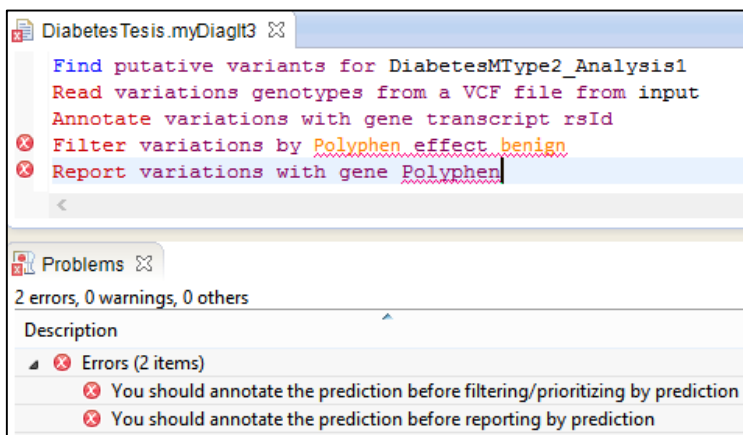 DiabetesTesis.myDiagIt3
Find putative variants for DiabetesMType2_Analysis1
Read variations genotypes from a VCF file from input
Annotate variations with gene transcript rsId
Filter variations by Polyphen effect benign
Report variations with gene Polyphen
Problems
2 errors, 0 warnings, 0 others
Description
Errors (2 items)
You should annotate the prediction before filtering/prioritizing by prediction
You should annotate the prediction before reporting by prediction